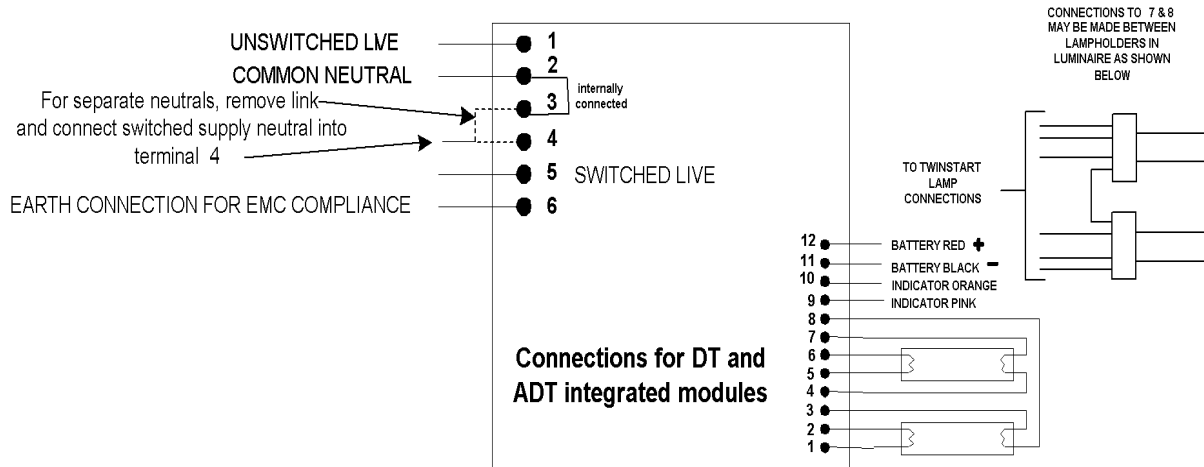 CONNECTIONS TO 7 & 8
MAY BE MADE BETWEEN
LAMPHOLDERS IN
LUMINAIRE AS SHOWN
BELOW
UNSWITCHED LIVE
1
COMMON NEUTRAL
2
internally
connected
For separate neutrals, remove link
3
and connect switched supply neutral into
terminal 4
4
5 SWITCHED LIVE
EARTH CONNECTION FOR EMC COMPLIANCE
6
TO TWINSTART
LAMP
CONNECTIONS
12 BATTERY RED +
11 BATTERY BLACK -
10 INDICATOR ORANGE
9 INDICATOR PINK
8
7
6
5
4
3
2
1
Connections for DT and
ADT integrated modules